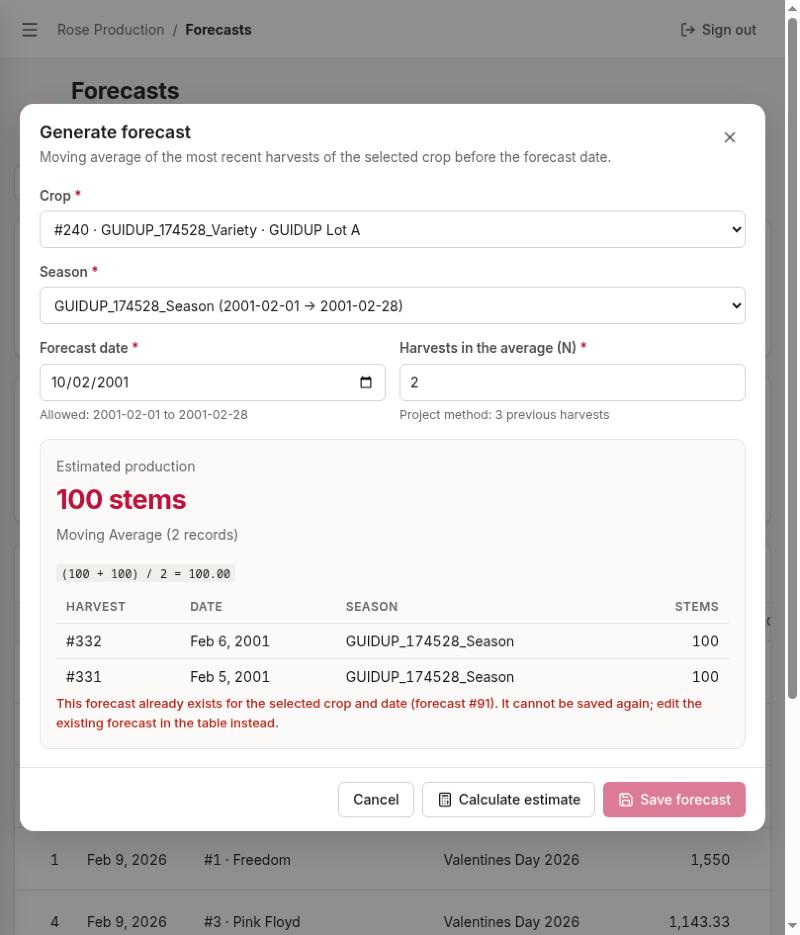 Rose Production / Forecasts
Sign out
Forecasts
Generate forecast
Moving average of the most recent harvests of the selected crop before the forecast date.
Crop *
#240 · GUIDUP_174528_Variety · GUIDUP Lot A
Season *
GUIDUP_174528_Season (2001-02-01 → 2001-02-28)
Forecast date * Harvests in the average (N) *
10/02/2001 2
Allowed: 2001-02-01 to 2001-02-28 Project method: 3 previous harvests
Estimated production
100 stems
Moving Average (2 records)
(100 + 100) / 2 = 100.00
HARVEST DATE SEASON STEMS
#332 Feb 6, 2001 GUIDUP_174528_Season 100
#331 Feb 5, 2001 GUIDUP_174528_Season 100
This forecast already exists for the selected crop and date (forecast #91). It cannot be saved again; edit the
existing forecast in the table instead.
Cancel Calculate estimate Save forecast
1 Feb 9, 2026 #1 · Freedom Valentines Day 2026 1,550
4 Feb 9, 2026 #3 · Pink Floyd Valentines Day 2026 1,143.33